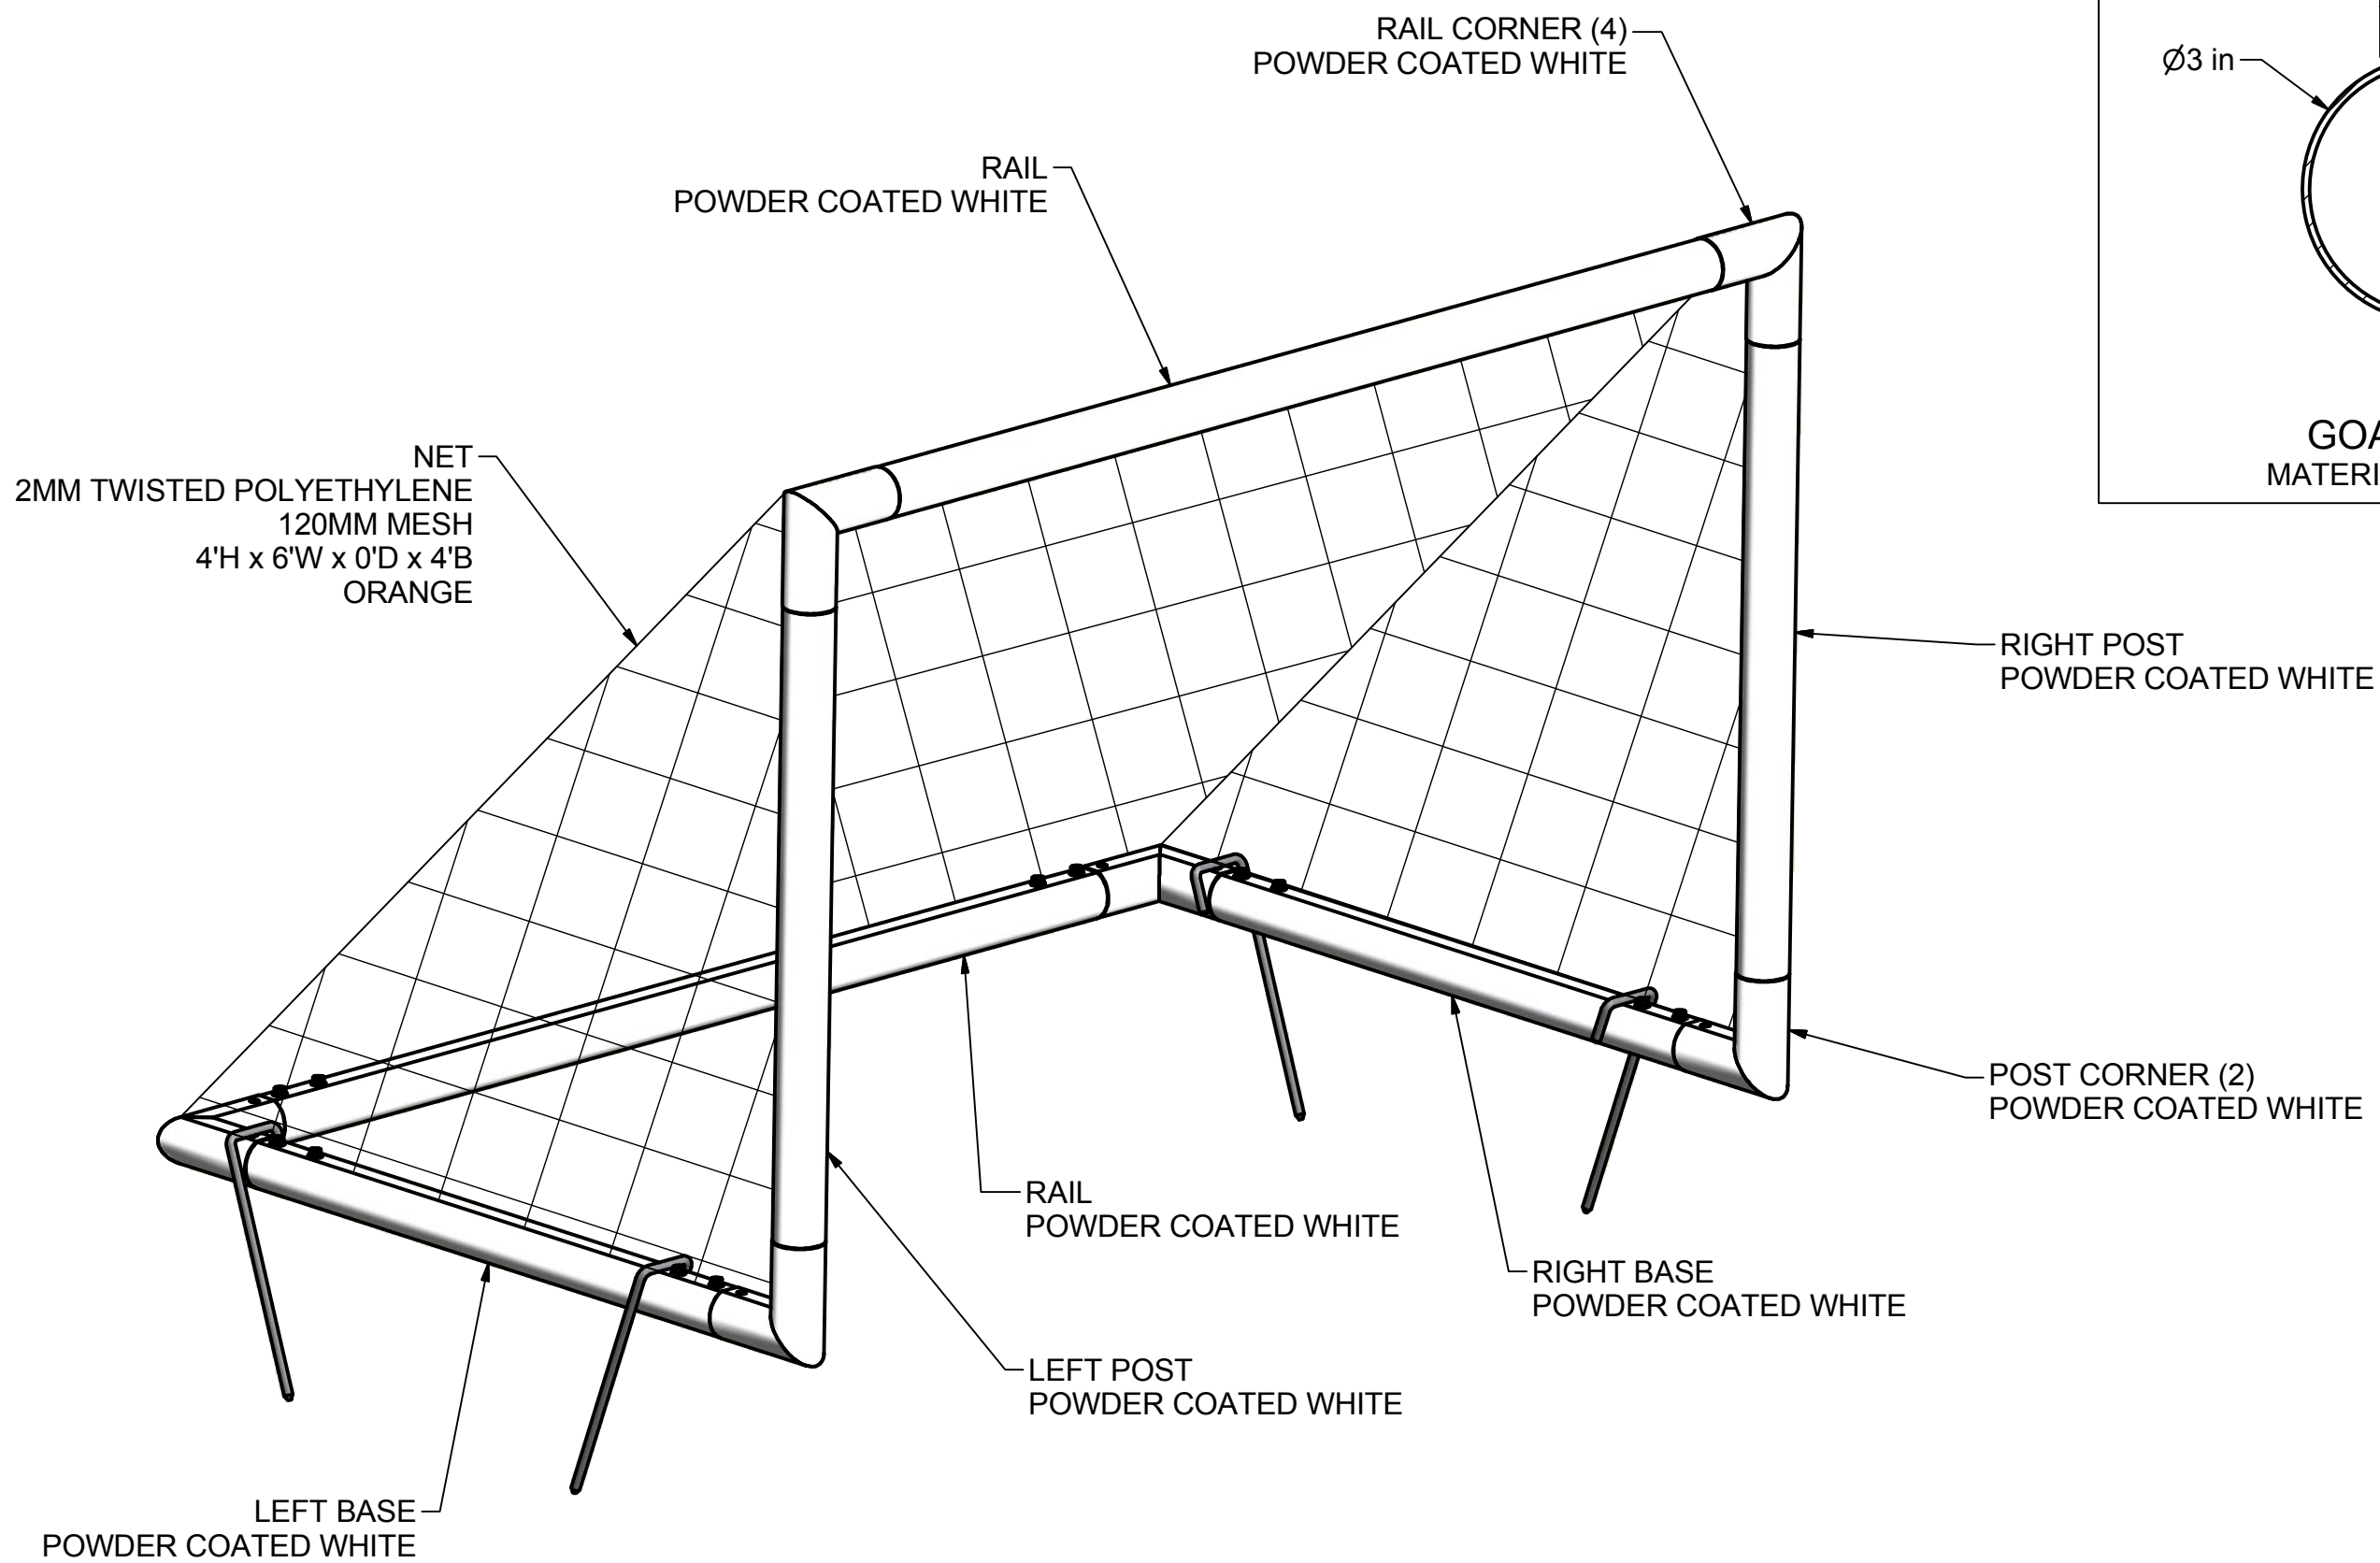 RAIL CORNER (4)
POWDER COATED WHITE
Ø3 in
RAIL
POWDER COATED WHITE
NET
2MM TWISTED POLYETHYLENE
120MM MESH
4'H x 6'W x 0'D x 4'B
ORANGE
RIGHT POST
POWDER COATED WHITE
POST CORNER (2)
POWDER COATED WHITE
RAIL
POWDER COATED WHITE
RIGHT BASE
POWDER COATED WHITE
LEFT POST
POWDER COATED WHITE
LEFT BASE
POWDER COATED WHITE